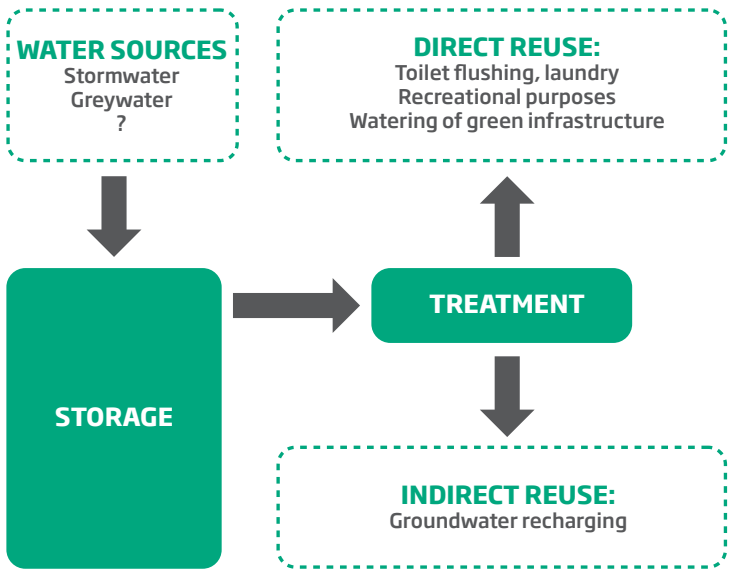 WATER SOURCES
Stormwater
Greywater
?
DIRECT REUSE:
Toilet flushing, laundry
Recreational purposes
Watering of green infrastructure
STORAGE
TREATMENT
INDIRECT REUSE:
Groundwater recharging